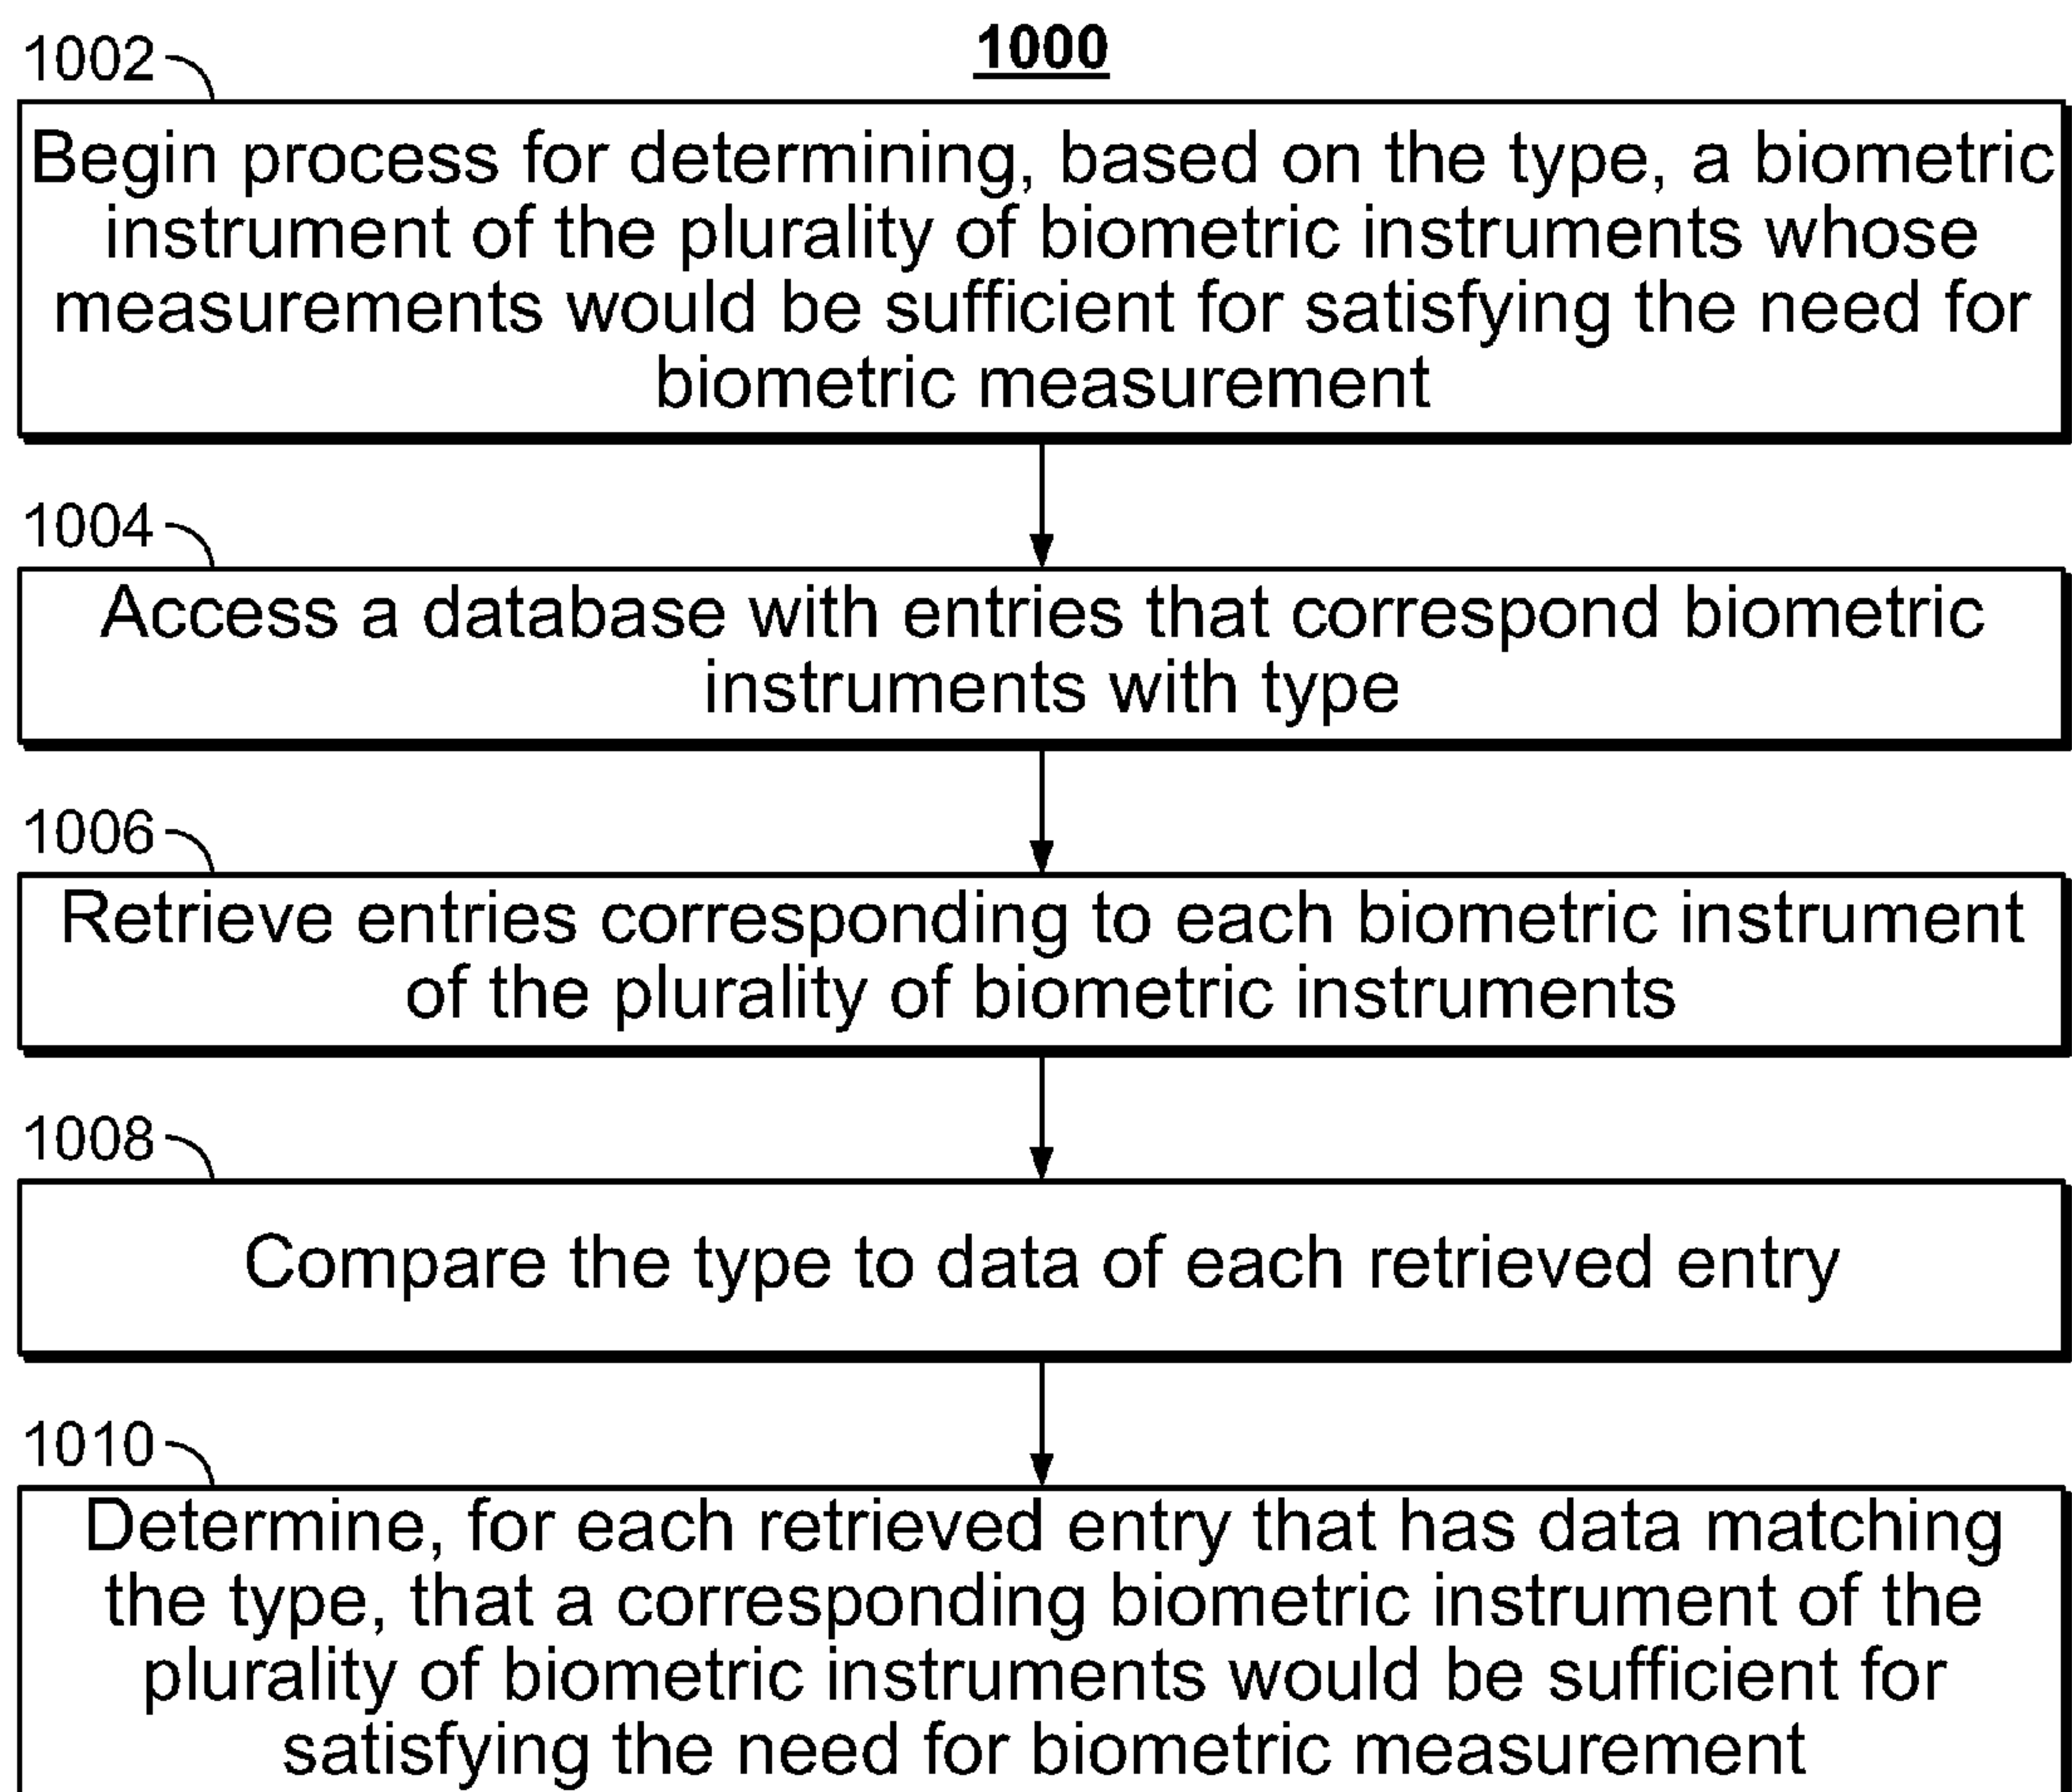 1000
1002
Begin process for determining, based on the type, a biometric
instrument of the plurality of biometric instruments whose
measurements would be sufficient for satisfying the need for
biometric measurement
1004
Access a database with entries that correspond biometric
instruments with type
1006
Retrieve entries corresponding to each biometric instrument
of the plurality of biometric instruments
1008
Compare the type to data of each retrieved entry
1010
Determine, for each retrieved entry that has data matching
the type, that a corresponding biometric instrument of the
plurality of biometric instruments would be sufficient for
satisfying the need for biometric measurement